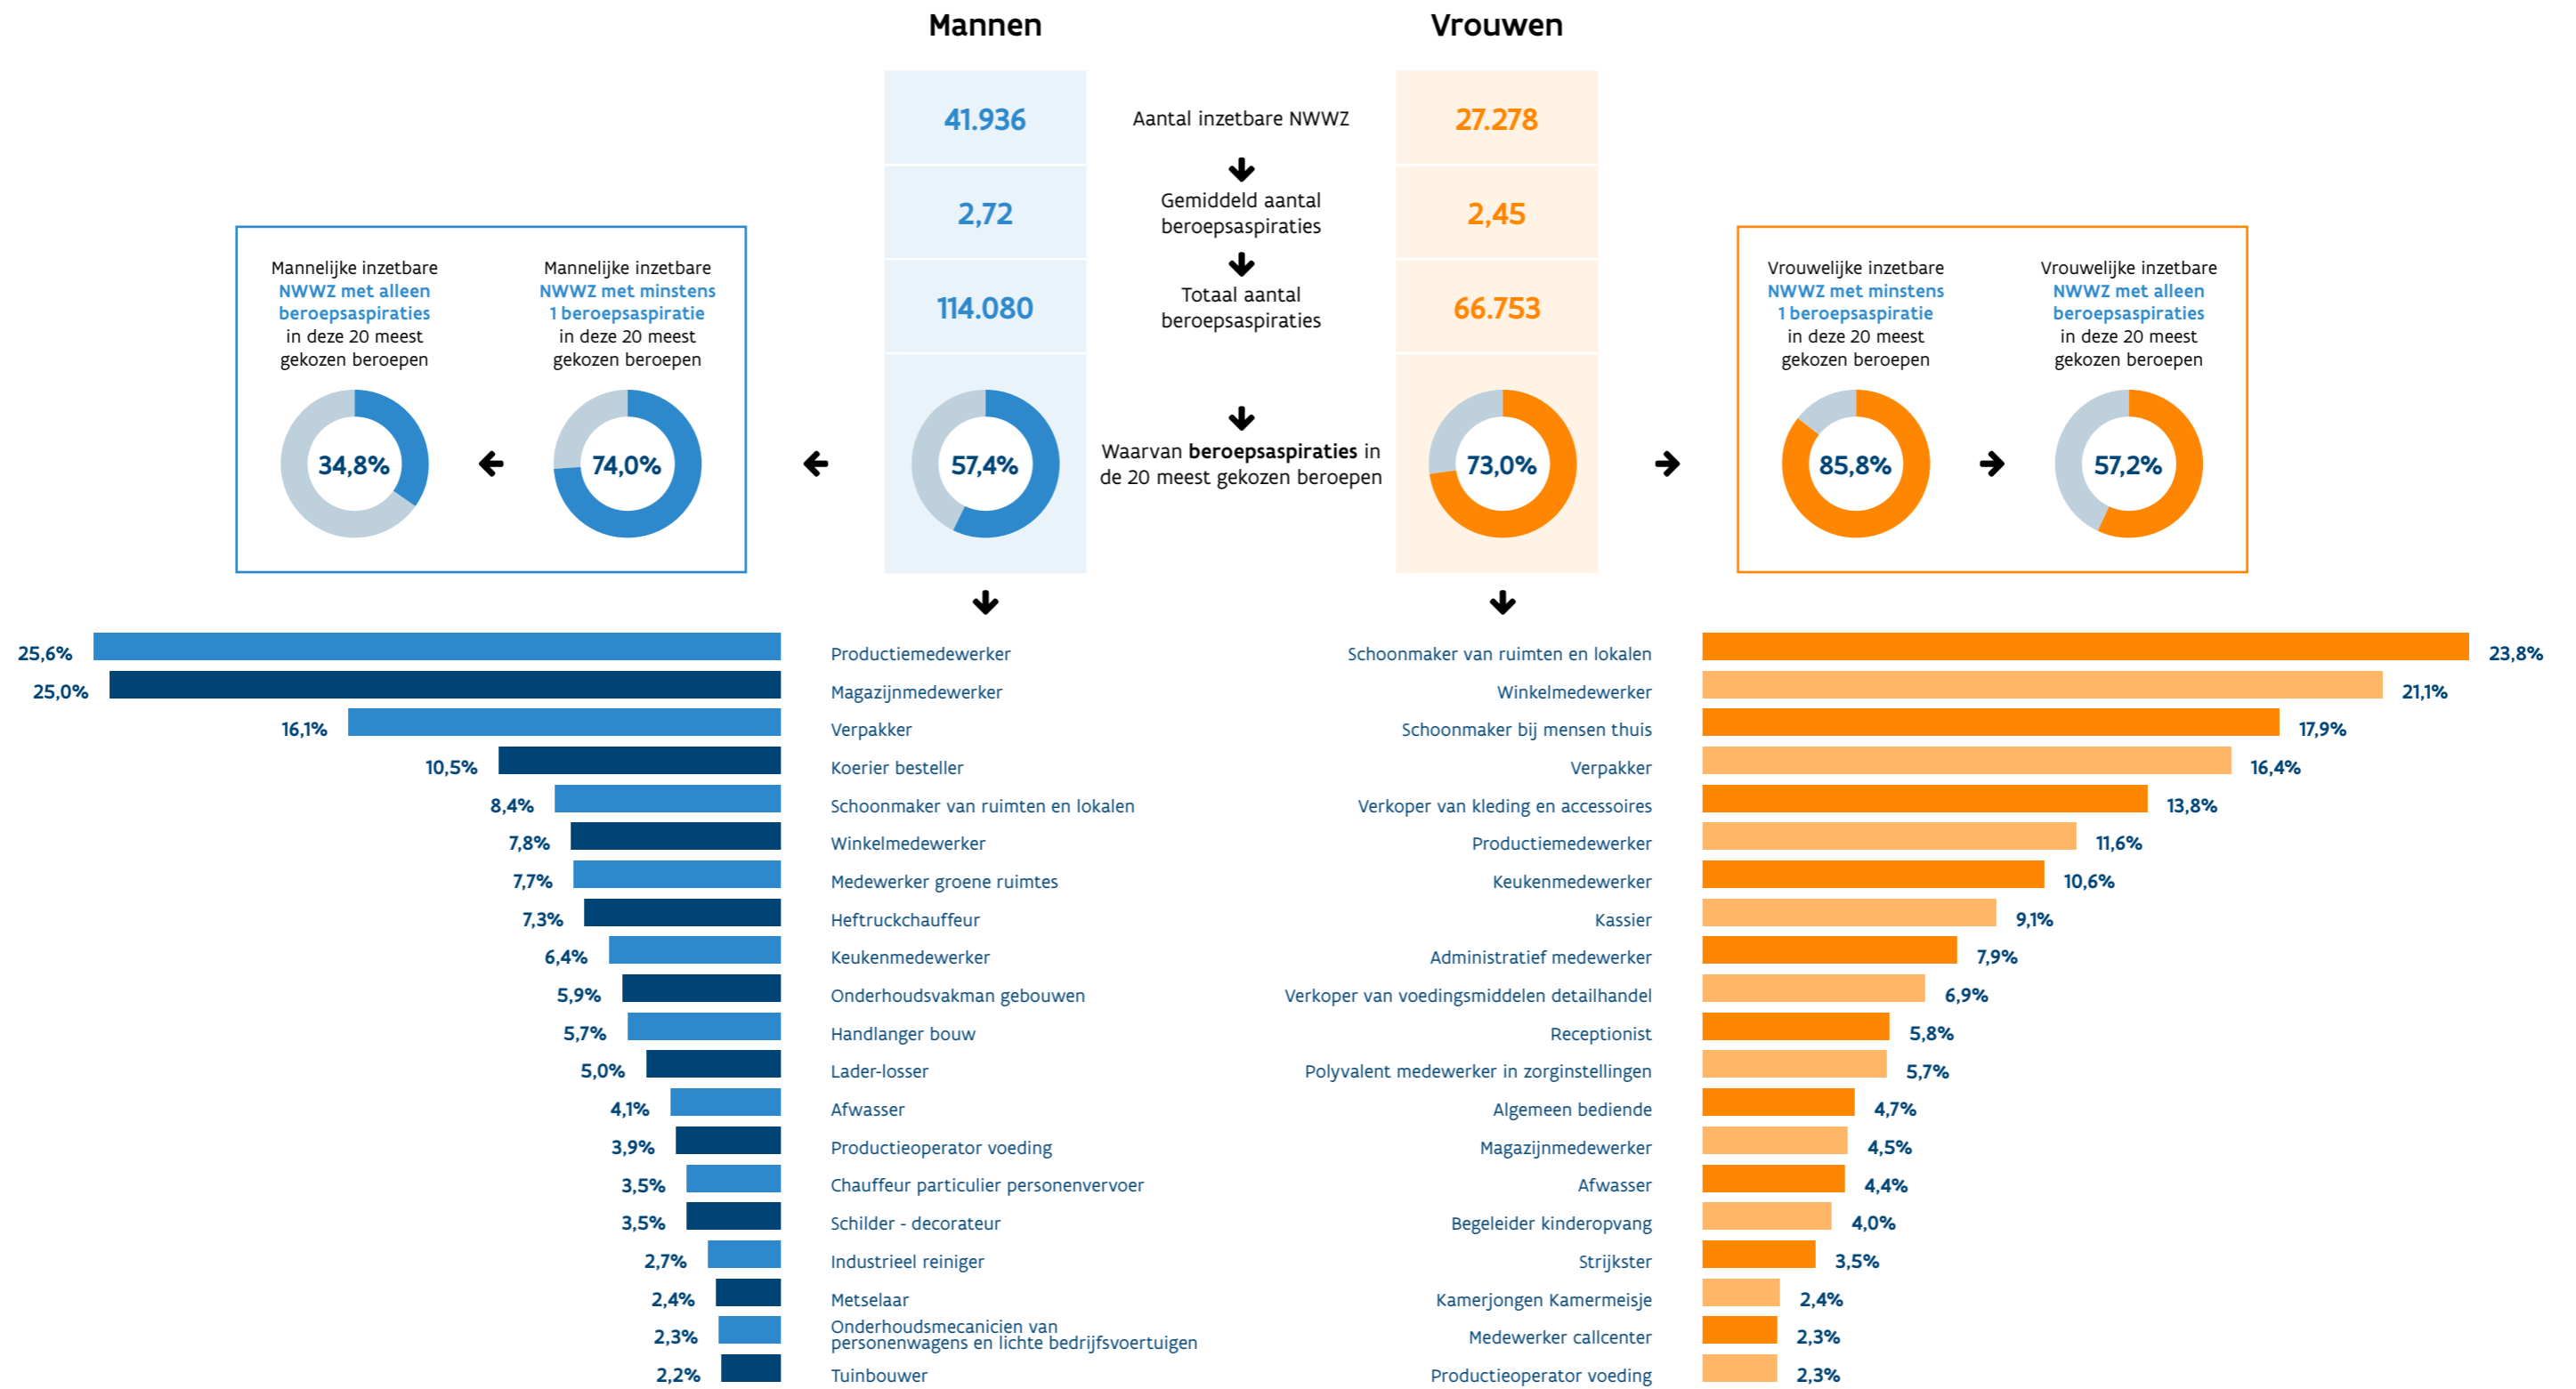 Mannen
Vrouwen
41.936
Aantal inzetbare NWWZ
27.278
2,72
Gemiddeld aantal
beroepsaspiraties
2,45
114.080
Totaal aantal
beroepsaspiraties
66.753
57,4%
Waarvan beroepsaspiraties in
de 20 meest gekozen beroepen
73,0%
Mannelijke inzetbare
NWWZ met alleen
beroepsaspiraties
in deze 20 meest
gekozen beroepen
34,8%
Mannelijke inzetbare
NWWZ met minstens
1 beroepsaspiratie
in deze 20 meest
gekozen beroepen
74,0%
Vrouwelijke inzetbare
NWWZ met minstens
1 beroepsaspiratie
in deze 20 meest
gekozen beroepen
85,8%
Vrouwelijke inzetbare
NWWZ met alleen
beroepsaspiraties
in deze 20 meest
gekozen beroepen
57,2%
25,6% Productiemedewerker
25,0% Magazijnmedewerker
16,1% Verpakker
10,5% Koerier besteller
8,4% Schoonmaker van ruimten en lokalen
7,8% Winkelmedewerker
7,7% Medewerker groene ruimtes
7,3% Heftruckchauffeur
6,4% Keukenmedewerker
5,9% Onderhoudsvakman gebouwen
5,7% Handlanger bouw
5,0% Lader-losser
4,1% Afwasser
3,9% Productieoperator voeding
3,5% Chauffeur particulier personenvervoer
3,5% Schilder - decorateur
2,7% Industrieel reiniger
2,4% Metselaar
2,3% Onderhoudsmecanicien van
personenwagens en lichte bedrijfsvoertuigen
2,2% Tuinbouwer
Schoonmaker van ruimten en lokalen 23,8%
Winkelmedewerker 21,1%
Schoonmaker bij mensen thuis 17,9%
Verpakker 16,4%
Verkoper van kleding en accessoires 13,8%
Productiemedewerker 11,6%
Keukenmedewerker 10,6%
Kassier 9,1%
Administratief medewerker 7,9%
Verkoper van voedingsmiddelen detailhandel 6,9%
Receptionist 5,8%
Polyvalent medewerker in zorginstellingen 5,7%
Algemeen bediende 4,7%
Magazijnmedewerker 4,5%
Afwasser 4,4%
Begeleider kinderopvang 4,0%
Strijkster 3,5%
Kamerjongen Kamermeisje 2,4%
Medewerker callcenter 2,3%
Productieoperator voeding 2,3%